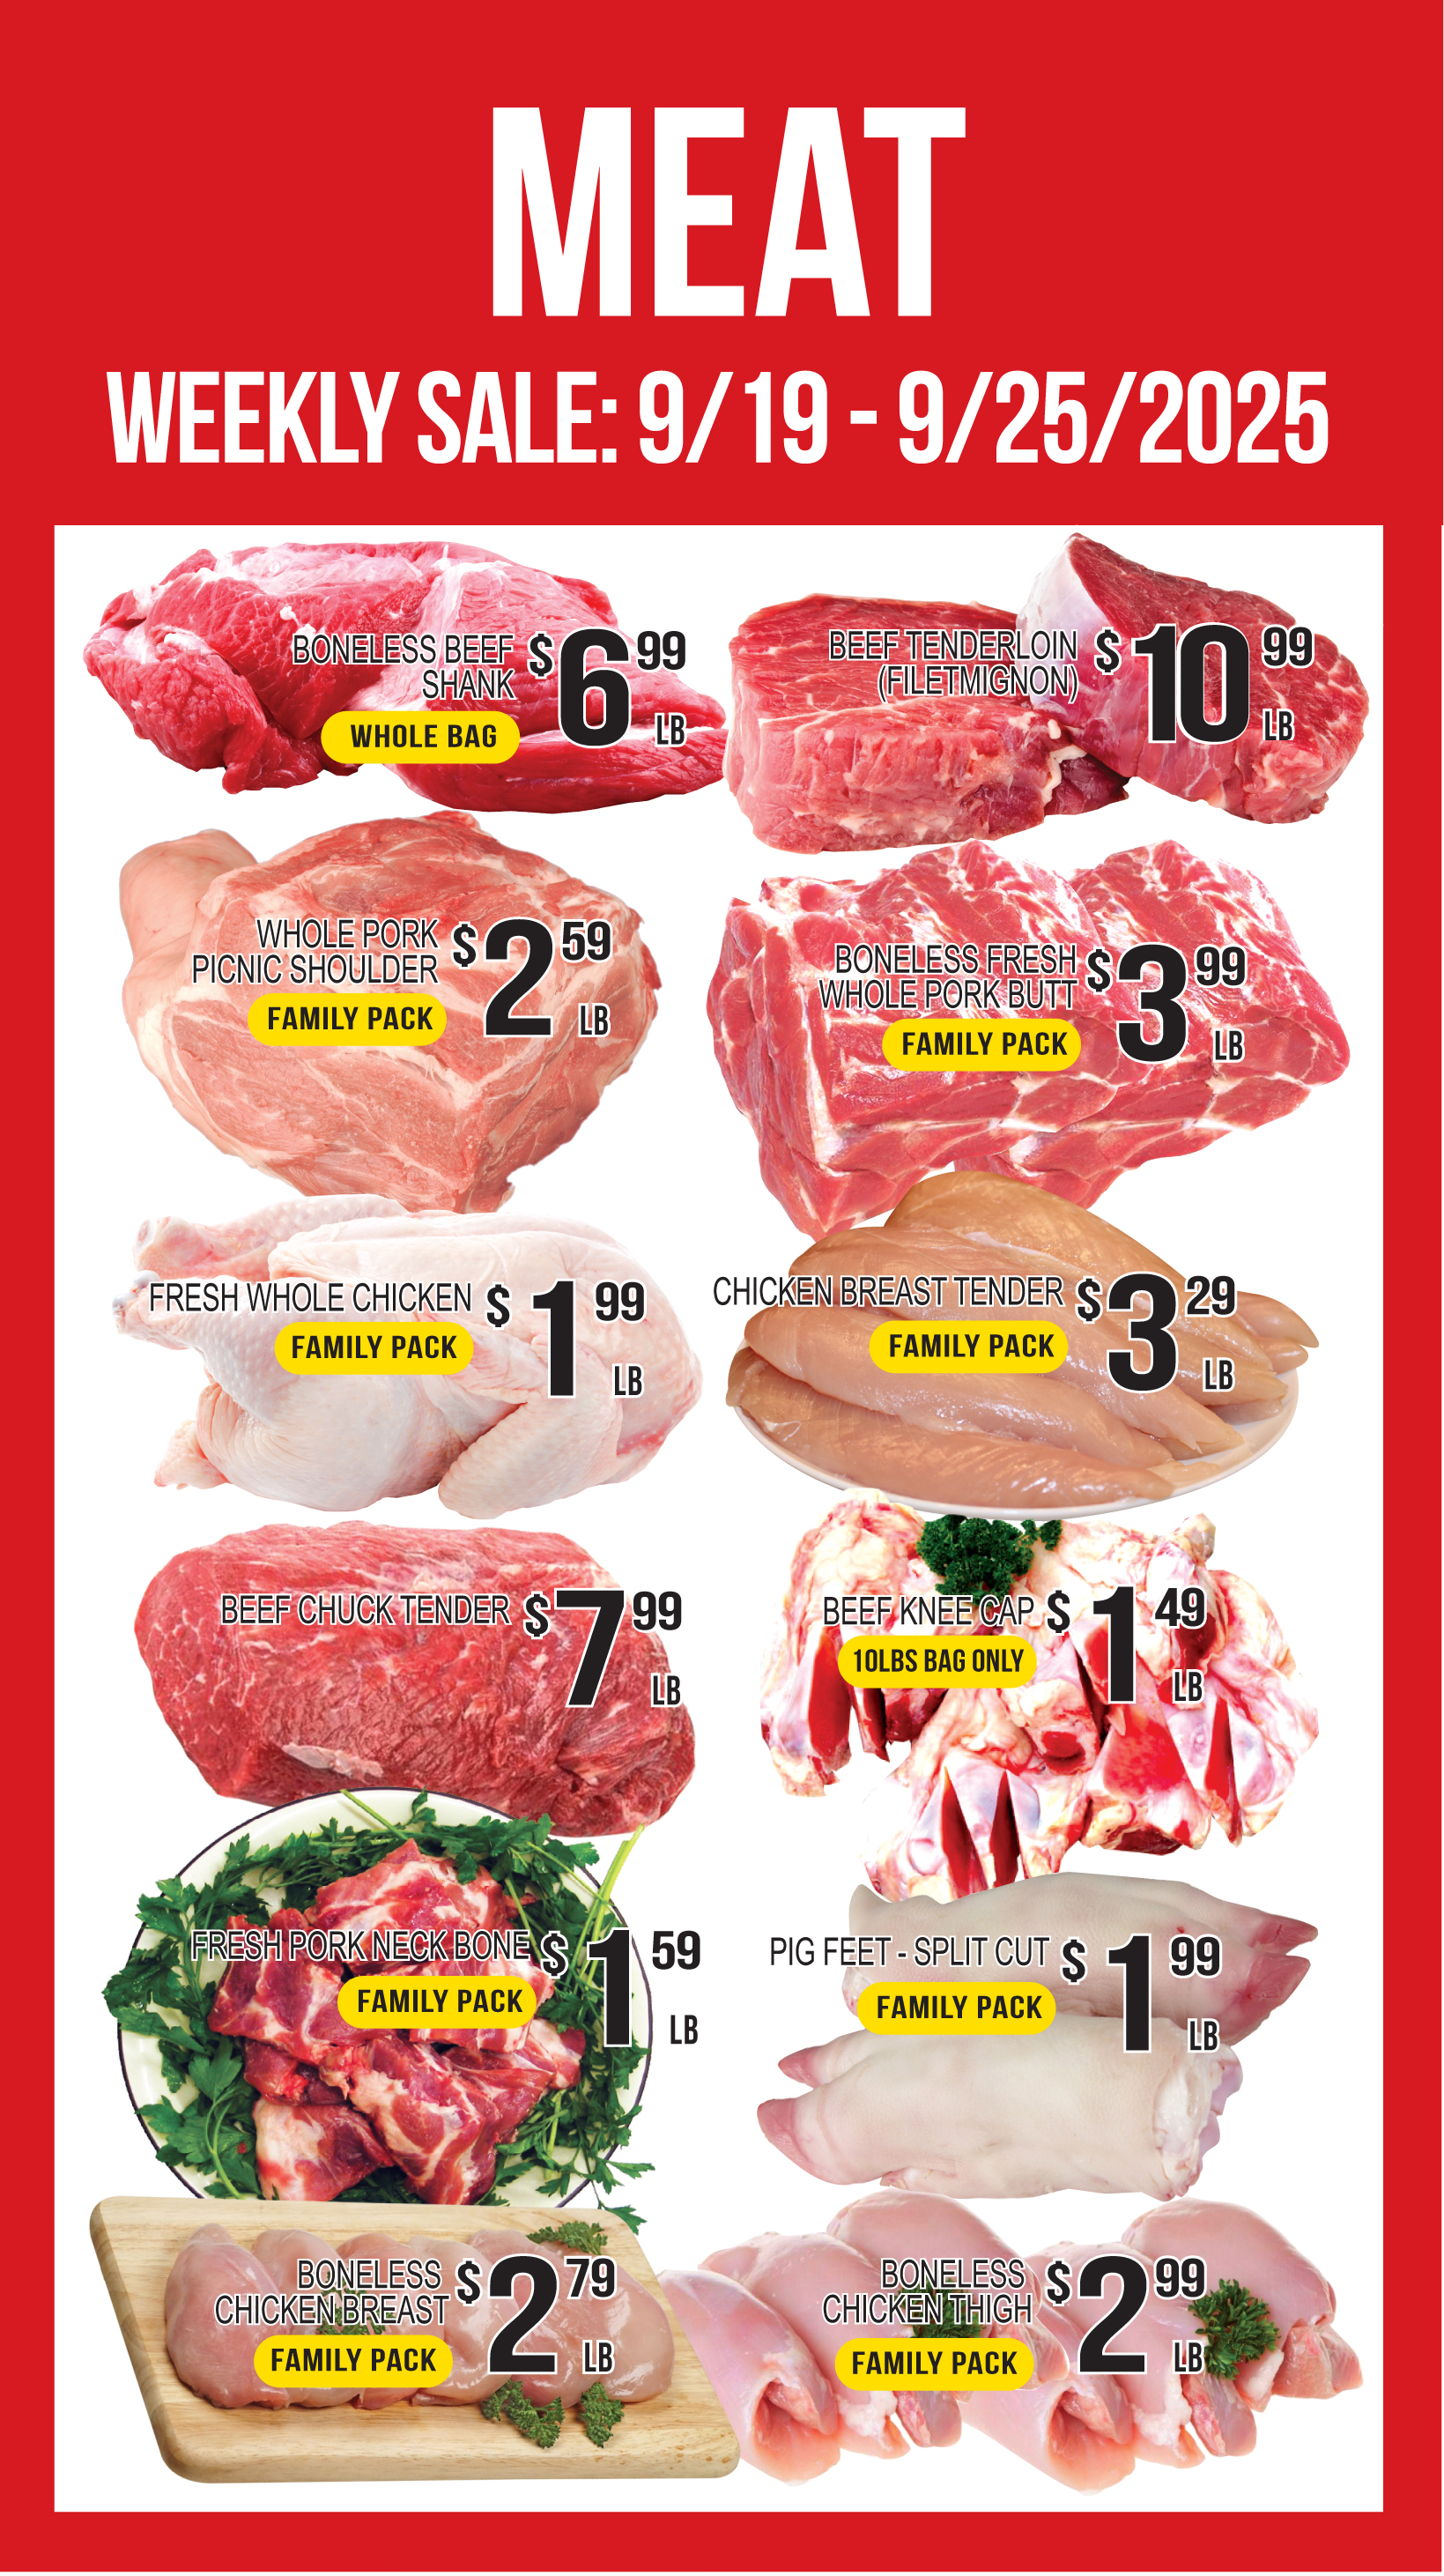 MEAT
WEEKLY SALE: 9/19 - 9/25/2025
BONELESS BEEF
SHANK
WHOLE BAG
$6 99
LB
BEEF TENDERLOIN
(FILETMIGNON)
$10 99
LB
WHOLE PORK
PICNIC SHOULDER
FAMILY PACK
$2 59
LB
BONELESS FRESH
WHOLE PORK BUTT
FAMILY PACK
$3 99
LB
FRESH WHOLE CHICKEN
FAMILY PACK
$1 99
LB
CHICKEN BREAST TENDER
FAMILY PACK
$3 29
LB
BEEF CHUCK TENDER
$7 99
LB
BEEF KNEE CAP
10LBS BAG ONLY
$1 49
LB
FRESH PORK NECK BONE
FAMILY PACK
$1 59
LB
PIG FEET - SPLIT CUT
FAMILY PACK
$1 99
LB
BONELESS
CHICKEN BREAST
FAMILY PACK
$2 79
LB
BONELESS
CHICKEN THIGH
FAMILY PACK
$2 99
LB